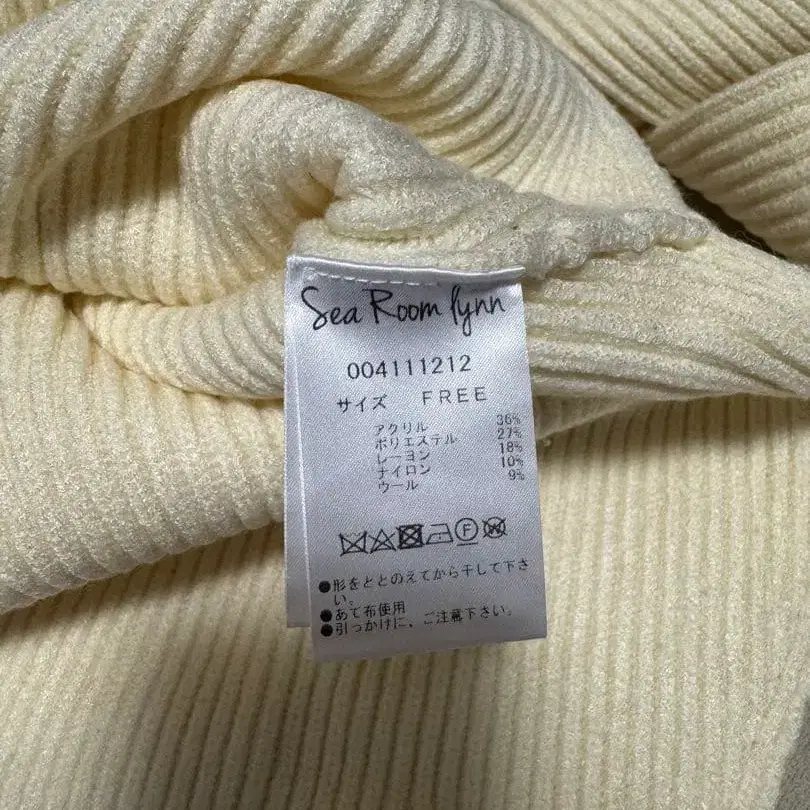 Sea Room lynn
004111212
サイズ FREE
アクリル 36%
ポリエステル 27%
レーヨン 18%
ナイロン 10%
ウール 9%
F W
●形をととのえてから干して下さ
い。
●あて布使用
●引っかけに、ご注意下さい。